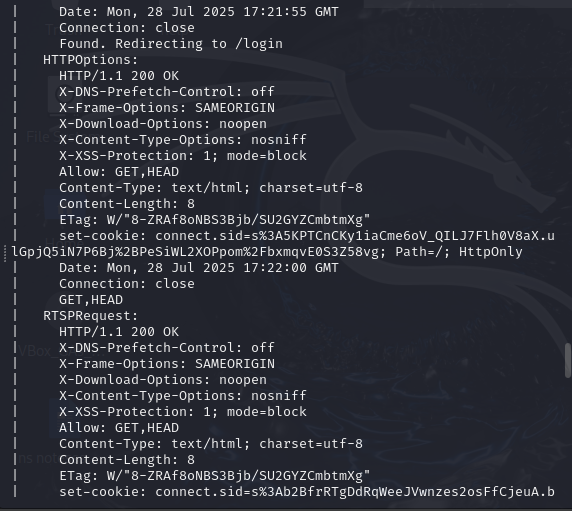 |     Date: Mon, 28 Jul 2025 17:21:55 GMT
|     Connection: close
|     Found. Redirecting to /login
|   HTTPOptions:
|     HTTP/1.1 200 OK
|     X-DNS-Prefetch-Control: off
|     X-Frame-Options: SAMEORIGIN
|     X-Download-Options: noopen
|     X-Content-Type-Options: nosniff
|     X-XSS-Protection: 1; mode=block
|     Allow: GET,HEAD
|     Content-Type: text/html; charset=utf-8
|     Content-Length: 8
|     ETag: W/"8-ZRAf8oNBS3Bjb/SU2GYZCmbtmXg"
|     set-cookie: connect.sid=s%3A5KPTCnCKy1iaCme6oV_QILJ7Flh0V8aX.u
lGpjQ5iN7P6Bj%2BPeSiWL2XOPpom%2FbxmqvE0S3Z58vg; Path=/; HttpOnly
|     Date: Mon, 28 Jul 2025 17:22:00 GMT
|     Connection: close
|     GET,HEAD
|   RTSPRequest:
|     HTTP/1.1 200 OK
|     X-DNS-Prefetch-Control: off
|     X-Frame-Options: SAMEORIGIN
|     X-Download-Options: noopen
|     X-Content-Type-Options: nosniff
|     X-XSS-Protection: 1; mode=block
|     Allow: GET,HEAD
|     Content-Type: text/html; charset=utf-8
|     Content-Length: 8
|     ETag: W/"8-ZRAf8oNBS3Bjb/SU2GYZCmbtmXg"
|     set-cookie: connect.sid=s%3Ab2BfrRTgDdRqWeeJVwnzes2osFfCjeuA.b